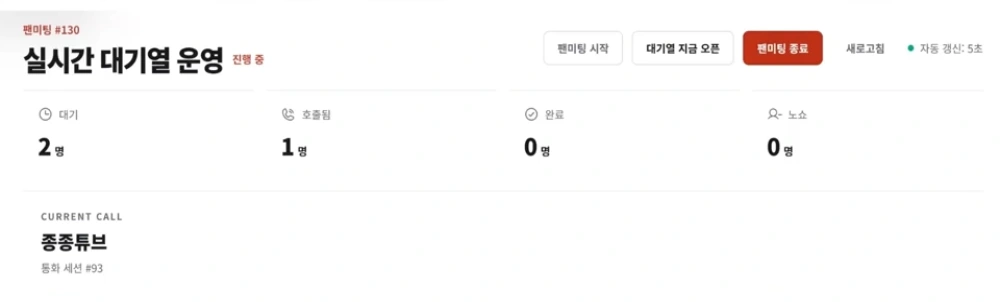 팬미팅 #130
실시간 대기열 운영 진행 중
팬미팅 시작 대기열 지금 오픈 팬미팅 종료 새로고침 자동 갱신: 5초
대기 호출됨 완료 노쇼
2 명 1 명 0 명 0 명
CURRENT CALL
종종튜브
통화 세션 #93